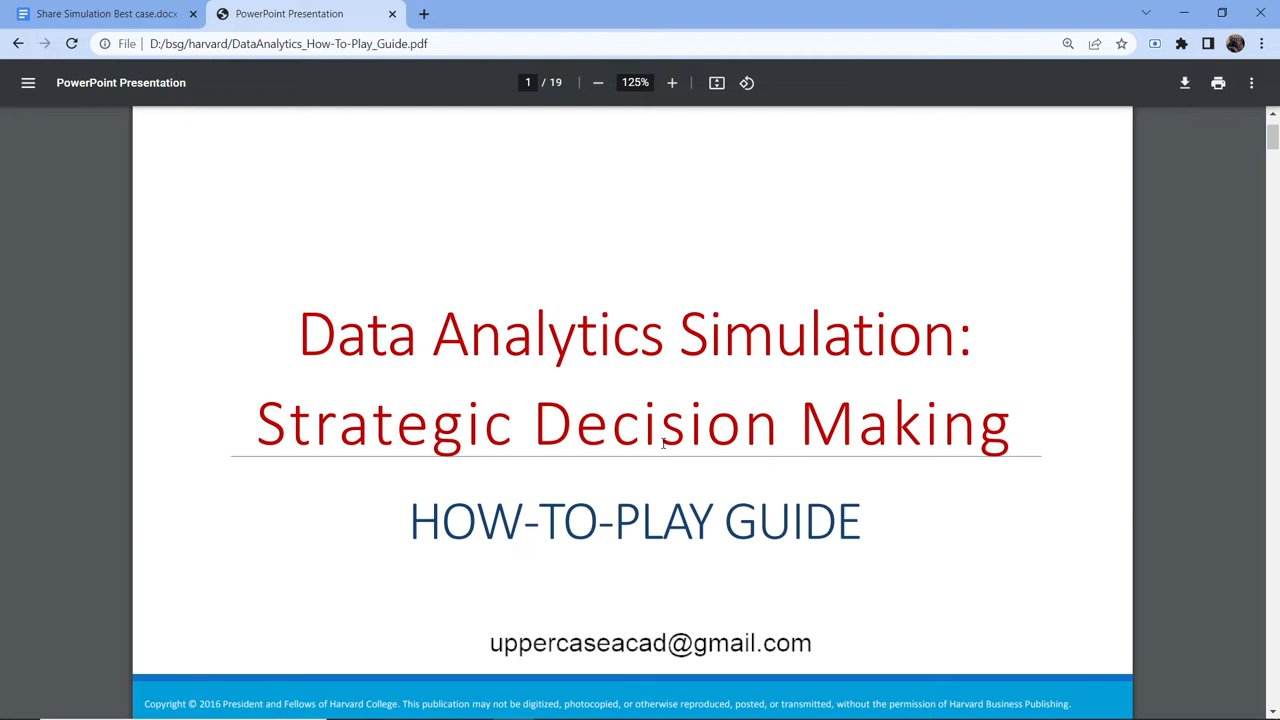 Share Simulation Best case.docx
PowerPoint Presentation
File
D:/bsg/harvard/DataAnalytics_How-To-Play_Guide.pdf
PowerPoint Presentation
1 / 19
125%
Data Analytics Simulation:
Strategic Decision Making
HOW-TO-PLAY GUIDE
uppercaseacad@gmail.com
Copyright © 2016 President and Fellows of Harvard College. This publication may not be digitized, photocopied, or otherwise reproduced, posted, or transmitted, without the permission of Harvard Business Publishing.